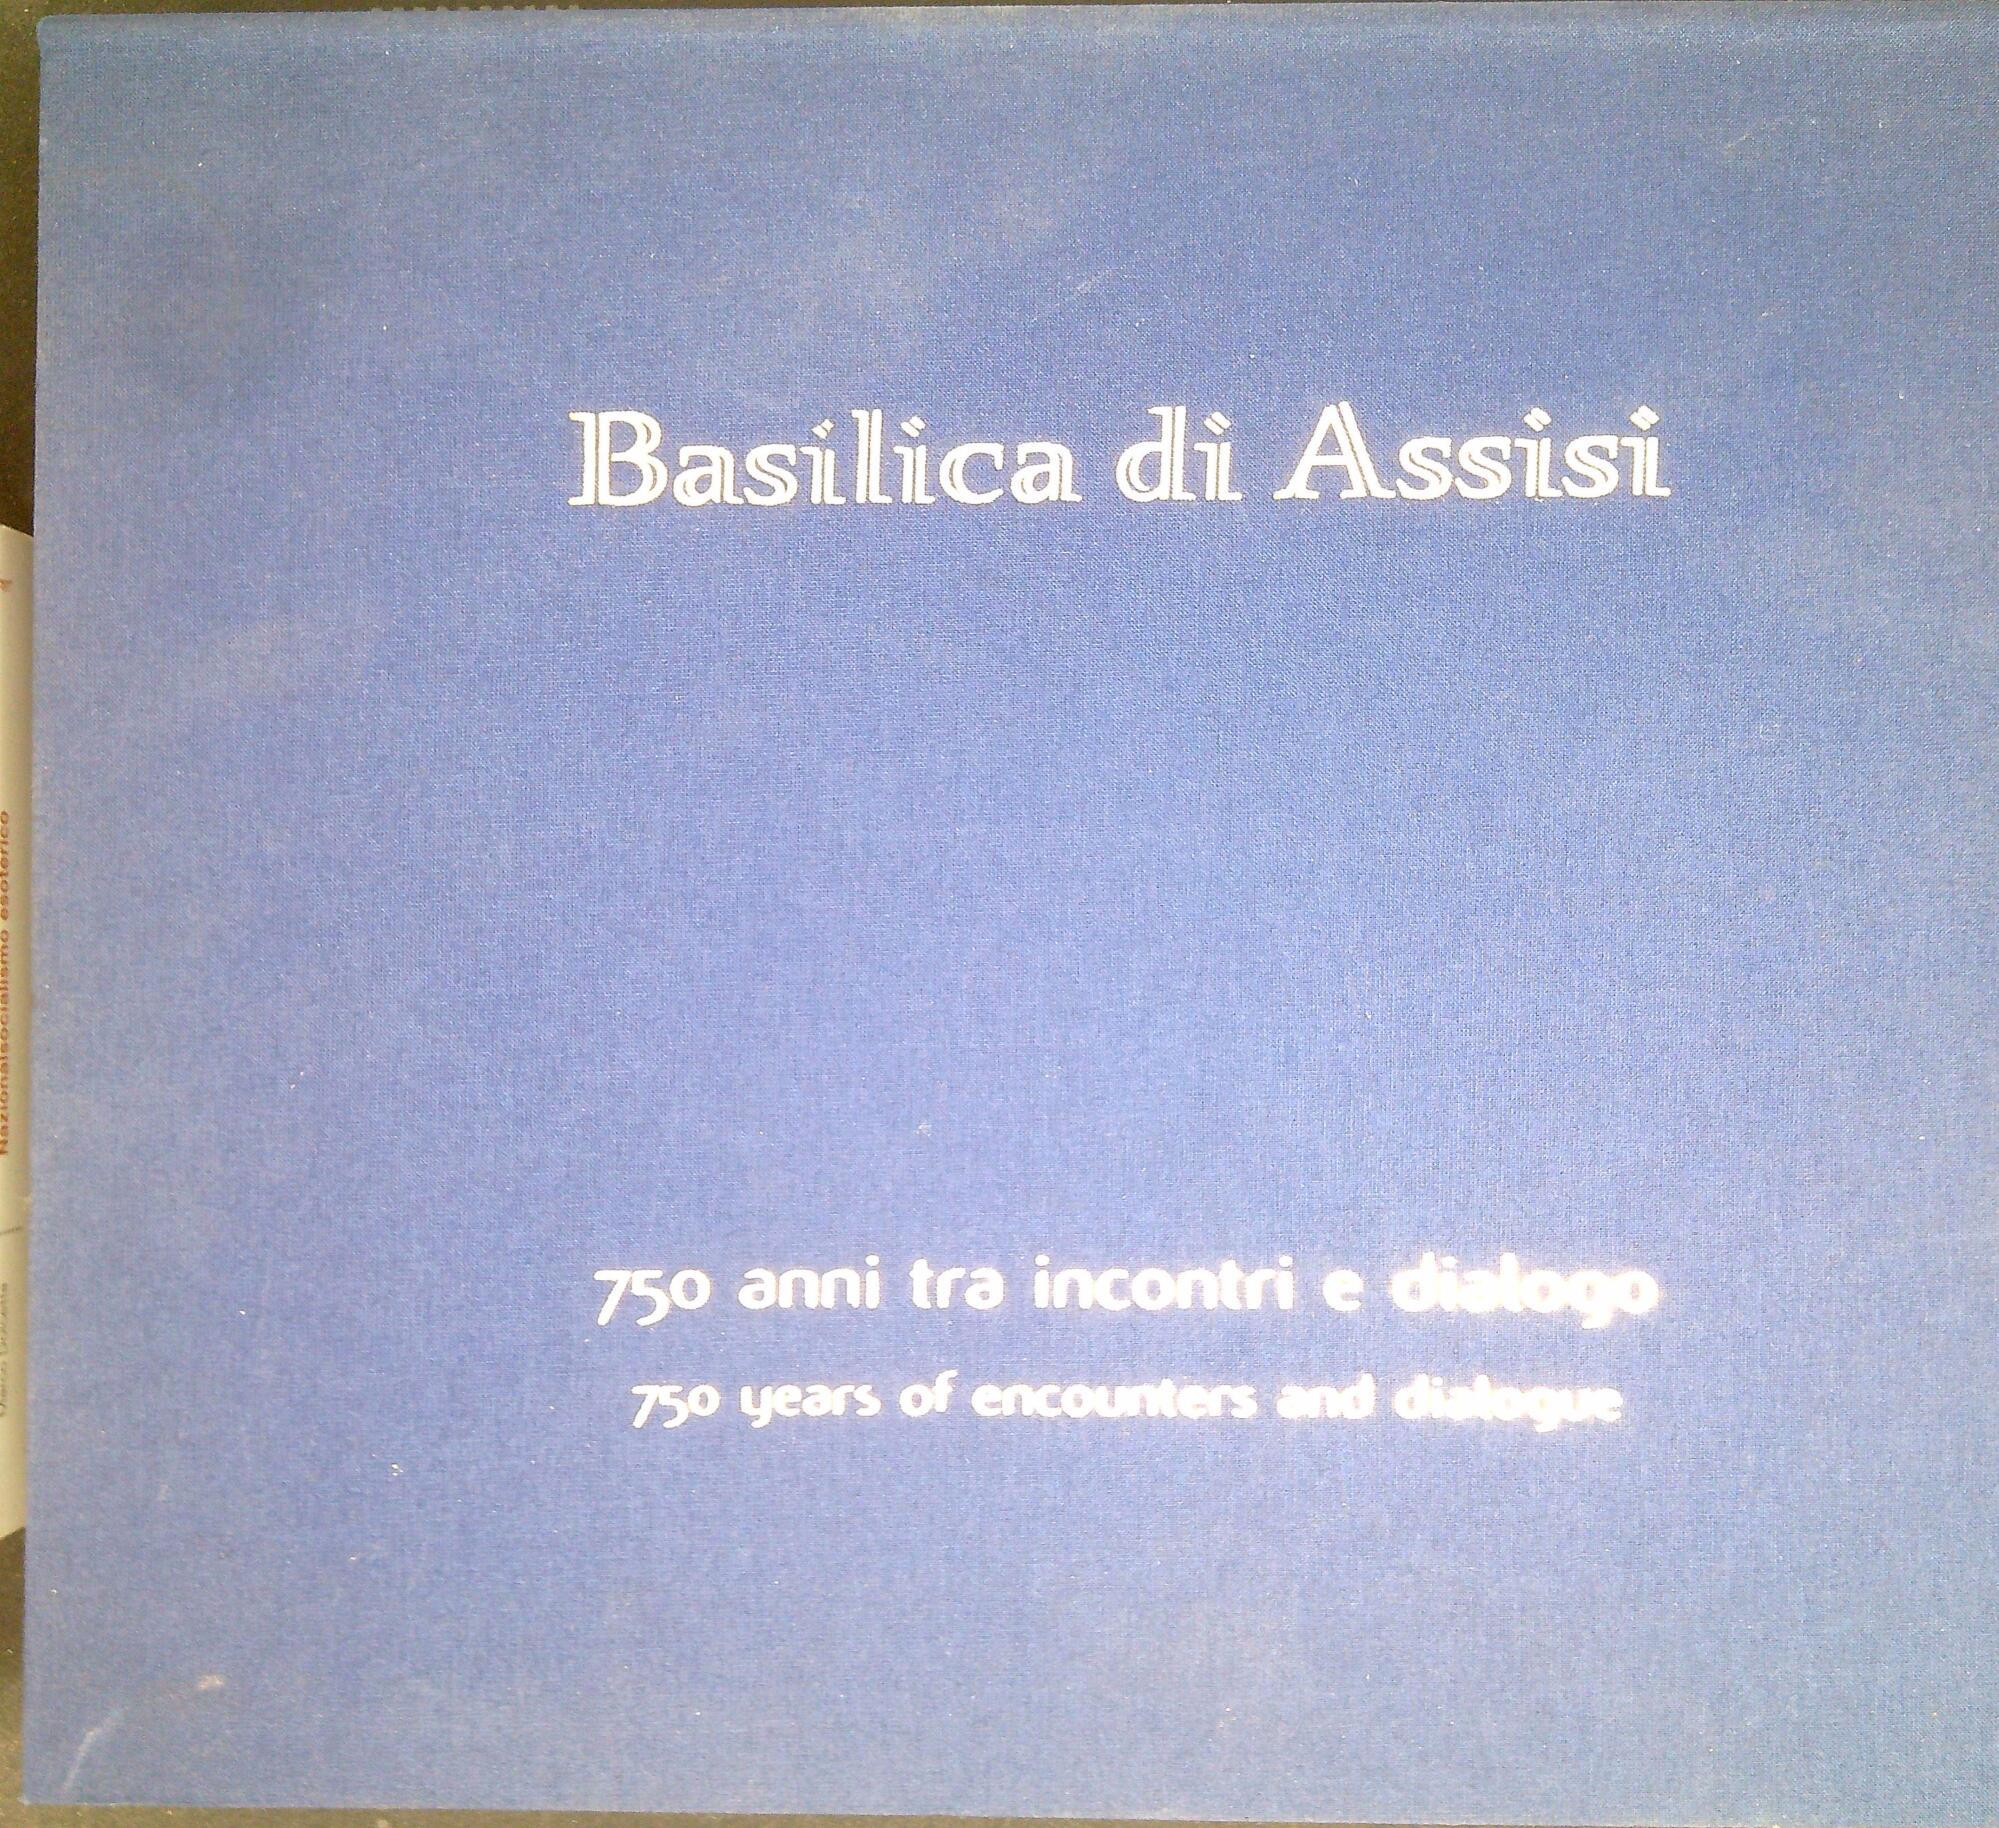 Basilica di Assisi
750 anni tra incontri e dialogo
750 years of encounters and dialogue
Nazionalsocialismo esoterico